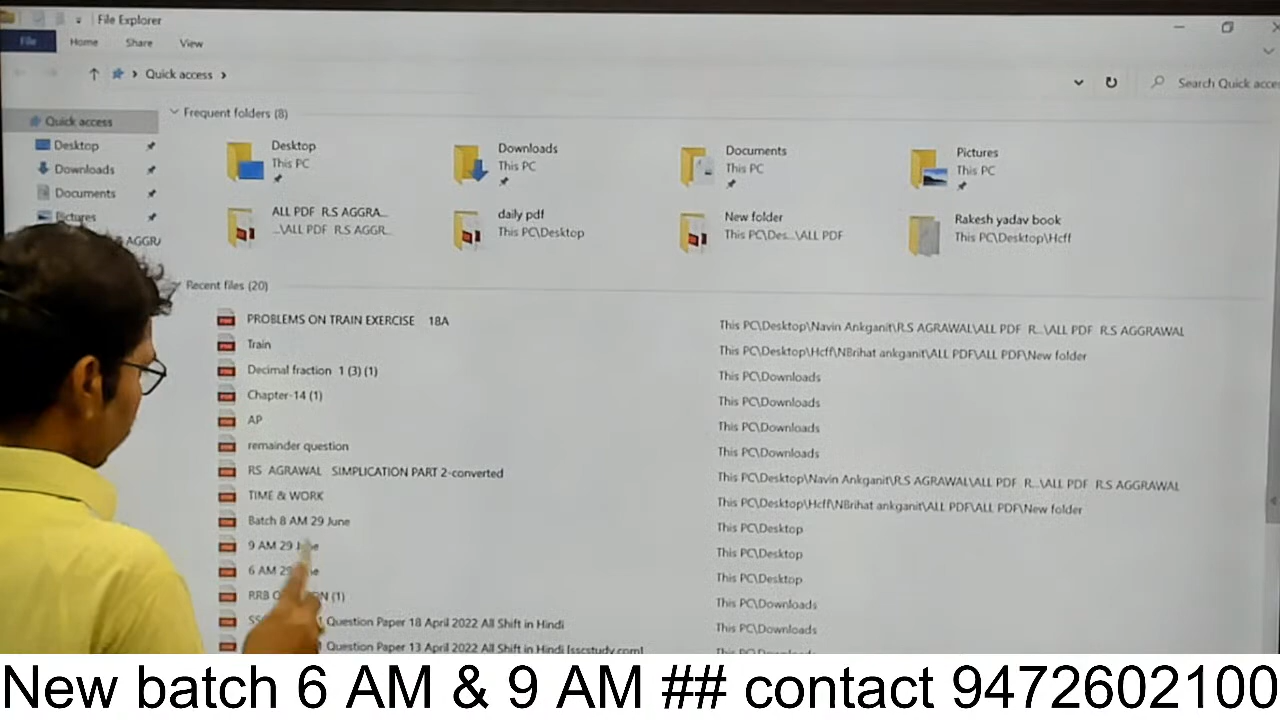 File Explorer
File Home Share View
Quick access
Search Quick acce
Quick access
Desktop
Downloads
Documents
Pictures
AGGRA
Frequent folders (8)
Desktop
This PC
Downloads
This PC
Documents
This PC
Pictures
This PC
ALL PDF R.S AGGRA...
...\ALL PDF R.S AGGR...
daily pdf
This PC\Desktop
New folder
This PC\Des...\ALL PDF
Rakesh yadav book
This PC\Desktop\Hcff
Recent files (20)
PROBLEMS ON TRAIN EXERCISE 18A This PC\Desktop\Navin Ankganit\R.S AGRAWAL\ALL PDF R...\ALL PDF R.S AGGRAWAL
Train This PC\Desktop\Hcff\NBrihat ankganit\ALL PDF\ALL PDF\New folder
Decimal fraction 1 (3) (1) This PC\Downloads
Chapter-14 (1) This PC\Downloads
AP This PC\Downloads
remainder question This PC\Downloads
RS AGRAWAL SIMPLICATION PART 2-converted This PC\Desktop\Navin Ankganit\R.S AGRAWAL\ALL PDF R...\ALL PDF R.S AGGRAWAL
TIME & WORK This PC\Desktop\Hcff\NBrihat ankganit\ALL PDF\ALL PDF\New folder
Batch 8 AM 29 June This PC\Desktop
9 AM 29 This PC\Desktop
6 AM This PC\Desktop
RRB (1) This PC\Downloads
Question Paper 18 April 2022 All Shift in Hindi This PC\Downloads
Question Paper 13 April 2022 All Shift in Hindi
New batch 6 AM & 9 AM ## contact 9472602100